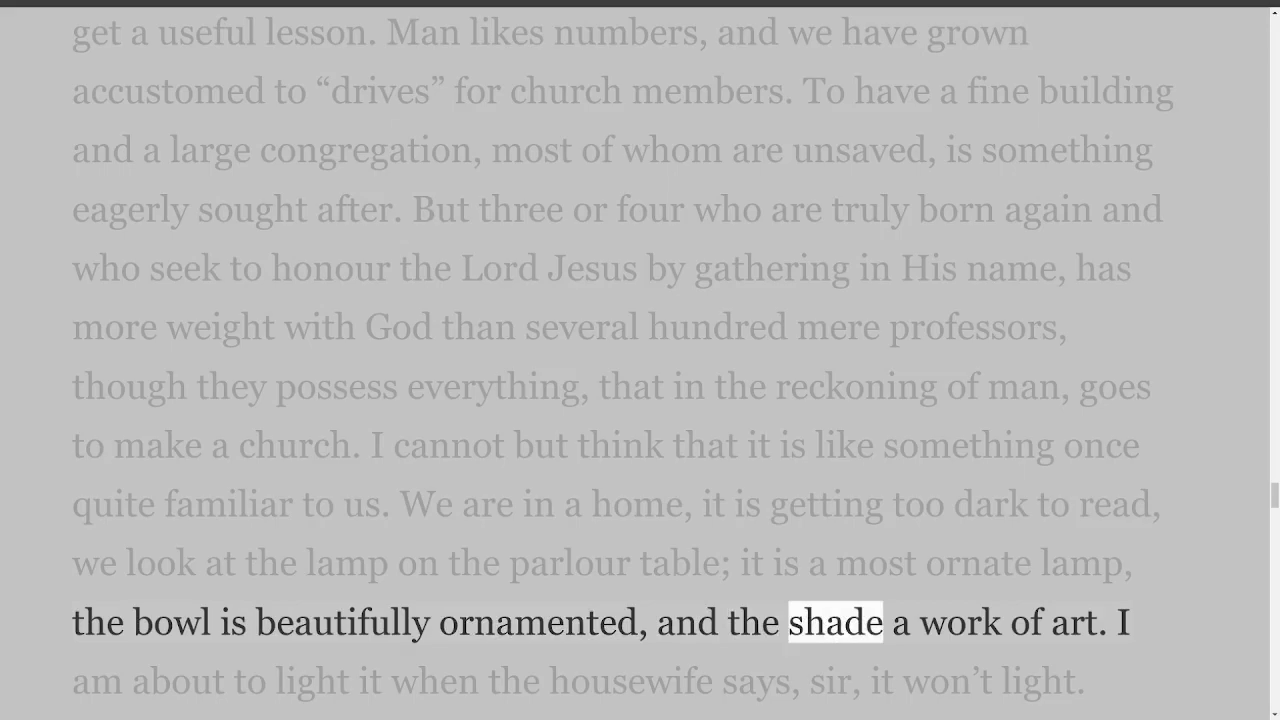 get a useful lesson. Man likes numbers, and we have grown
accustomed to “drives” for church members. To have a fine building
and a large congregation, most of whom are unsaved, is something
eagerly sought after. But three or four who are truly born again and
who seek to honour the Lord Jesus by gathering in His name, has
more weight with God than several hundred mere professors,
though they possess everything, that in the reckoning of man, goes
to make a church. I cannot but think that it is like something once
quite familiar to us. We are in a home, it is getting too dark to read,
we look at the lamp on the parlour table; it is a most ornate lamp,
the bowl is beautifully ornamented, and the shade a work of art. I
am about to light it when the housewife says, sir, it won’t light.